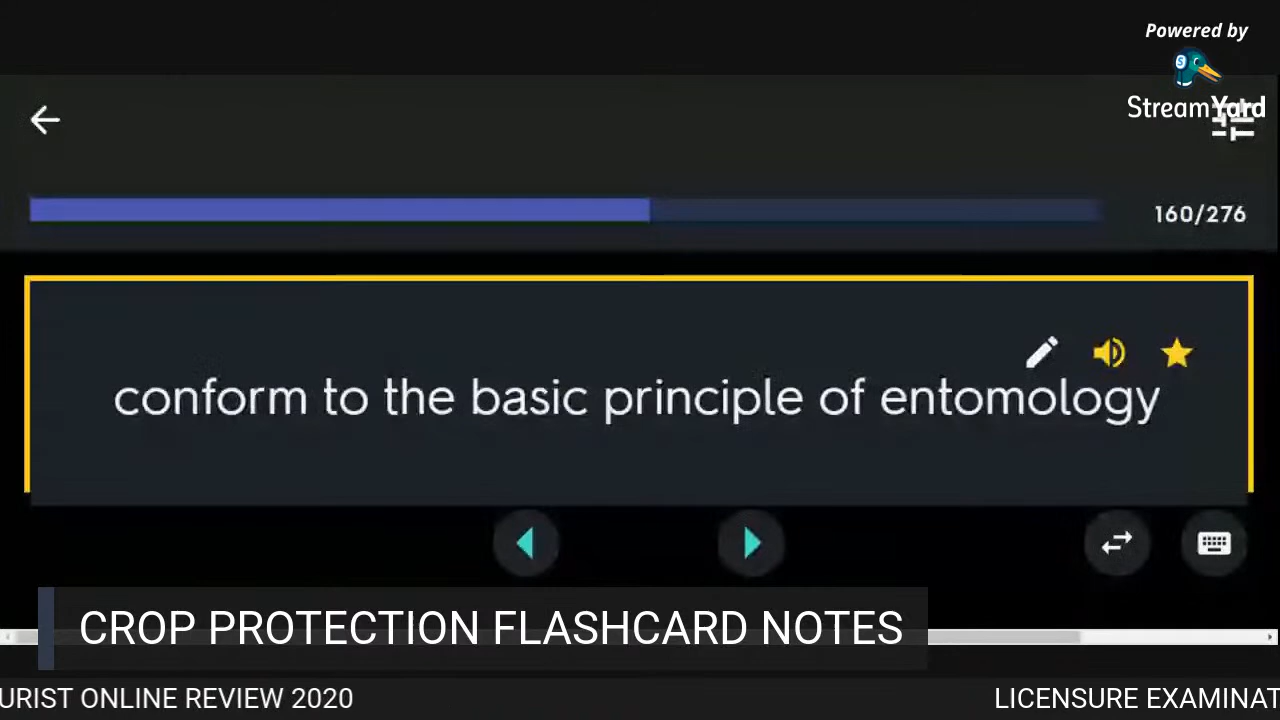 Powered by
StreamYard
160/276
conform to the basic principle of entomology
CROP PROTECTION FLASHCARD NOTES
URIST ONLINE REVIEW 2020
LICENSURE EXAMINAT